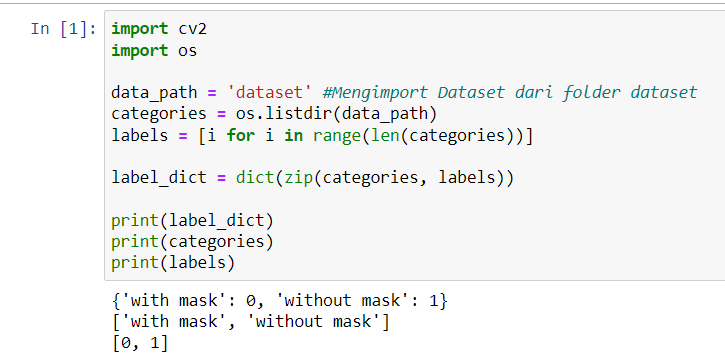 In [1]: import cv2
import os
data_path = 'dataset' #Mengimport Dataset dari folder dataset
categories = os.listdir(data_path)
labels = [i for i in range(len(categories))]
label_dict = dict(zip(categories, labels))
print(label_dict)
print(categories)
print(labels)
{'with mask': 0, 'without mask': 1}
['with mask', 'without mask']
[0, 1]